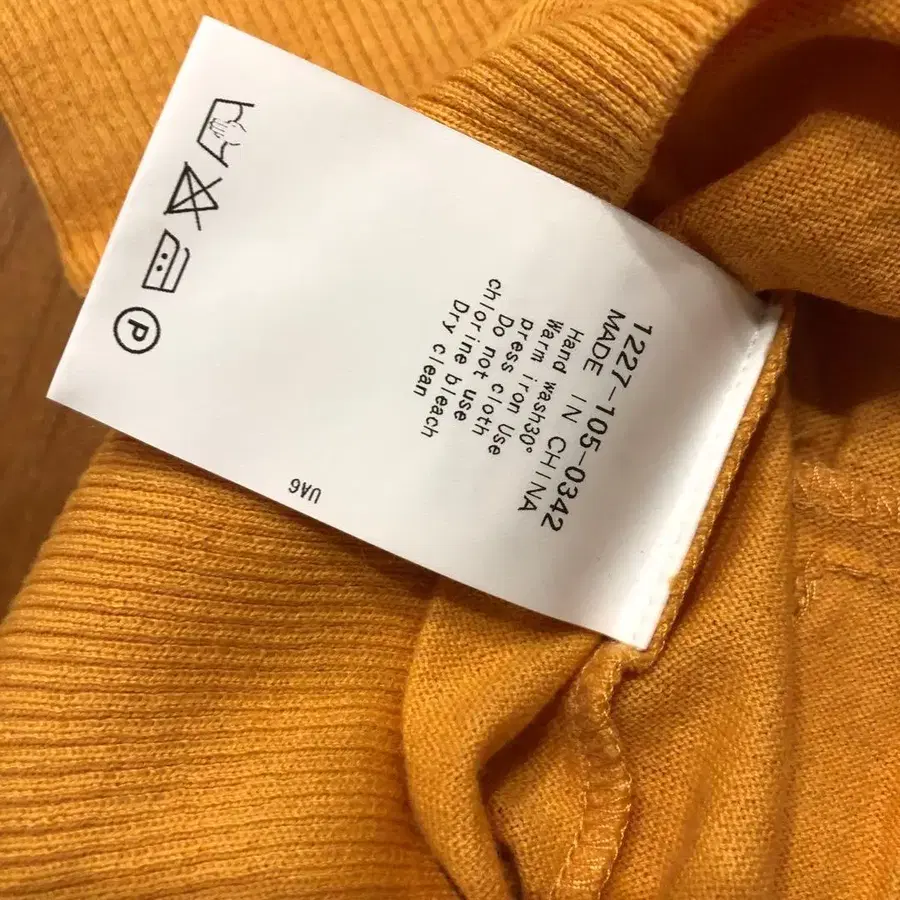 1227-105-0342
MADE IN CHINA
Hand wash30°
Warm iron Use
press cloth
Do not use
chlorine bleach
Dry clean
UA6
P